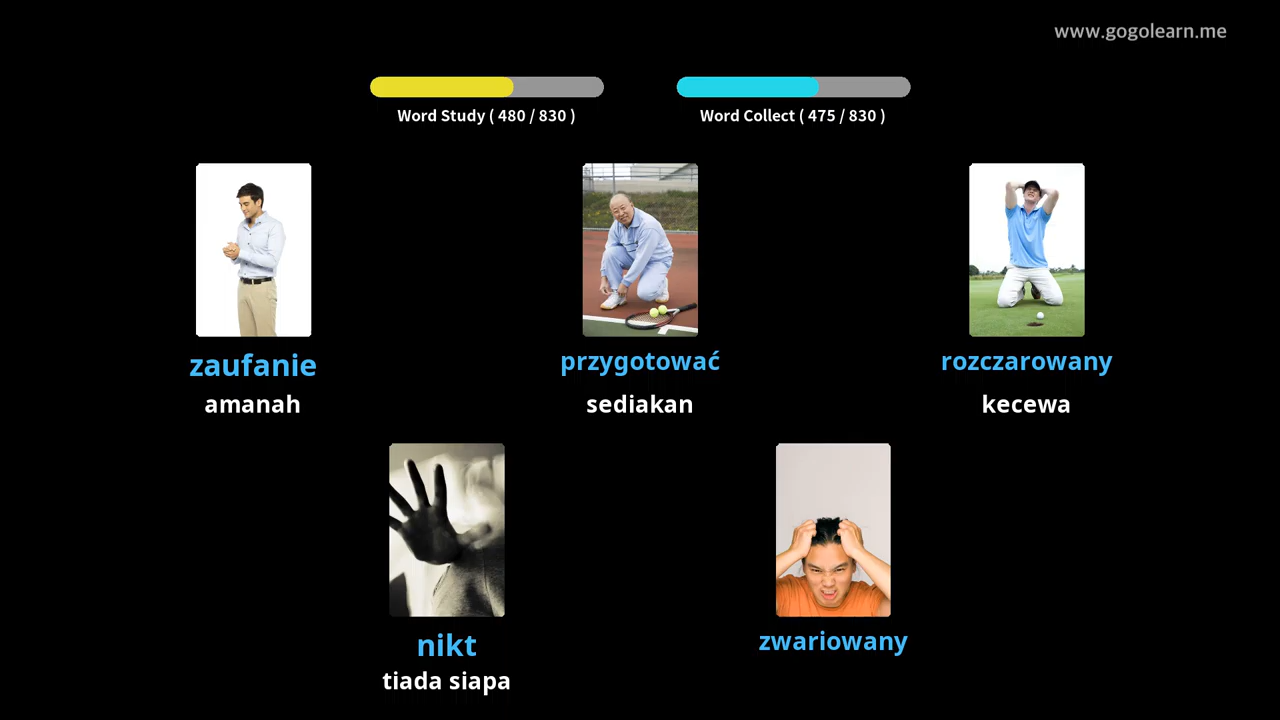 www.gogolearn.me
Word Study ( 480 / 830 )
Word Collect ( 475 / 830 )
zaufanie
amanah
przygotować
sediakan
rozczarowany
kecewa
nikt
tiada siapa
zwariowany